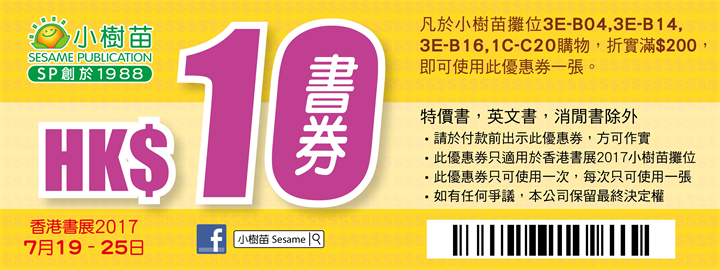 小樹苗
SESAME PUBLICATION
SP創於1988
HK$10
書券
香港書展2017
7月19 - 25日
f 小樹苗 Sesame
凡於小樹苗攤位3E-B04,3E-B14,
3E-B16,1C-C20購物，折實滿$200，
即可使用此優惠券一張。
特價書，英文書，消閒書除外
・請於付款前出示此優惠券，方可作實
・此優惠券只適用於香港書展2017小樹苗攤位
・此優惠券只可使用一次，每次只可使用一張
・如有任何爭議，本公司保留最終決定權